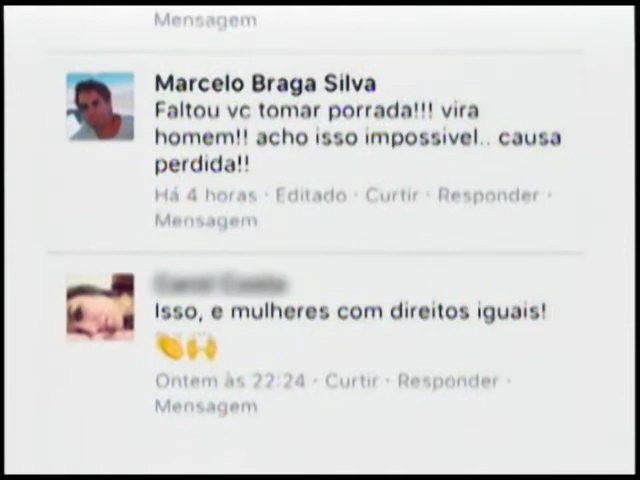 Mensagem
Marcelo Braga Silva
Faltou vc tomar porrada!!! vira
homem!! acho isso impossivel.. causa
perdida!!
Há 4 horas · Editado · Curtir · Responder ·
Mensagem
Isso, e mulheres com direitos iguais!
👏🙌
Ontem às 22:24 · Curtir · Responder ·
Mensagem